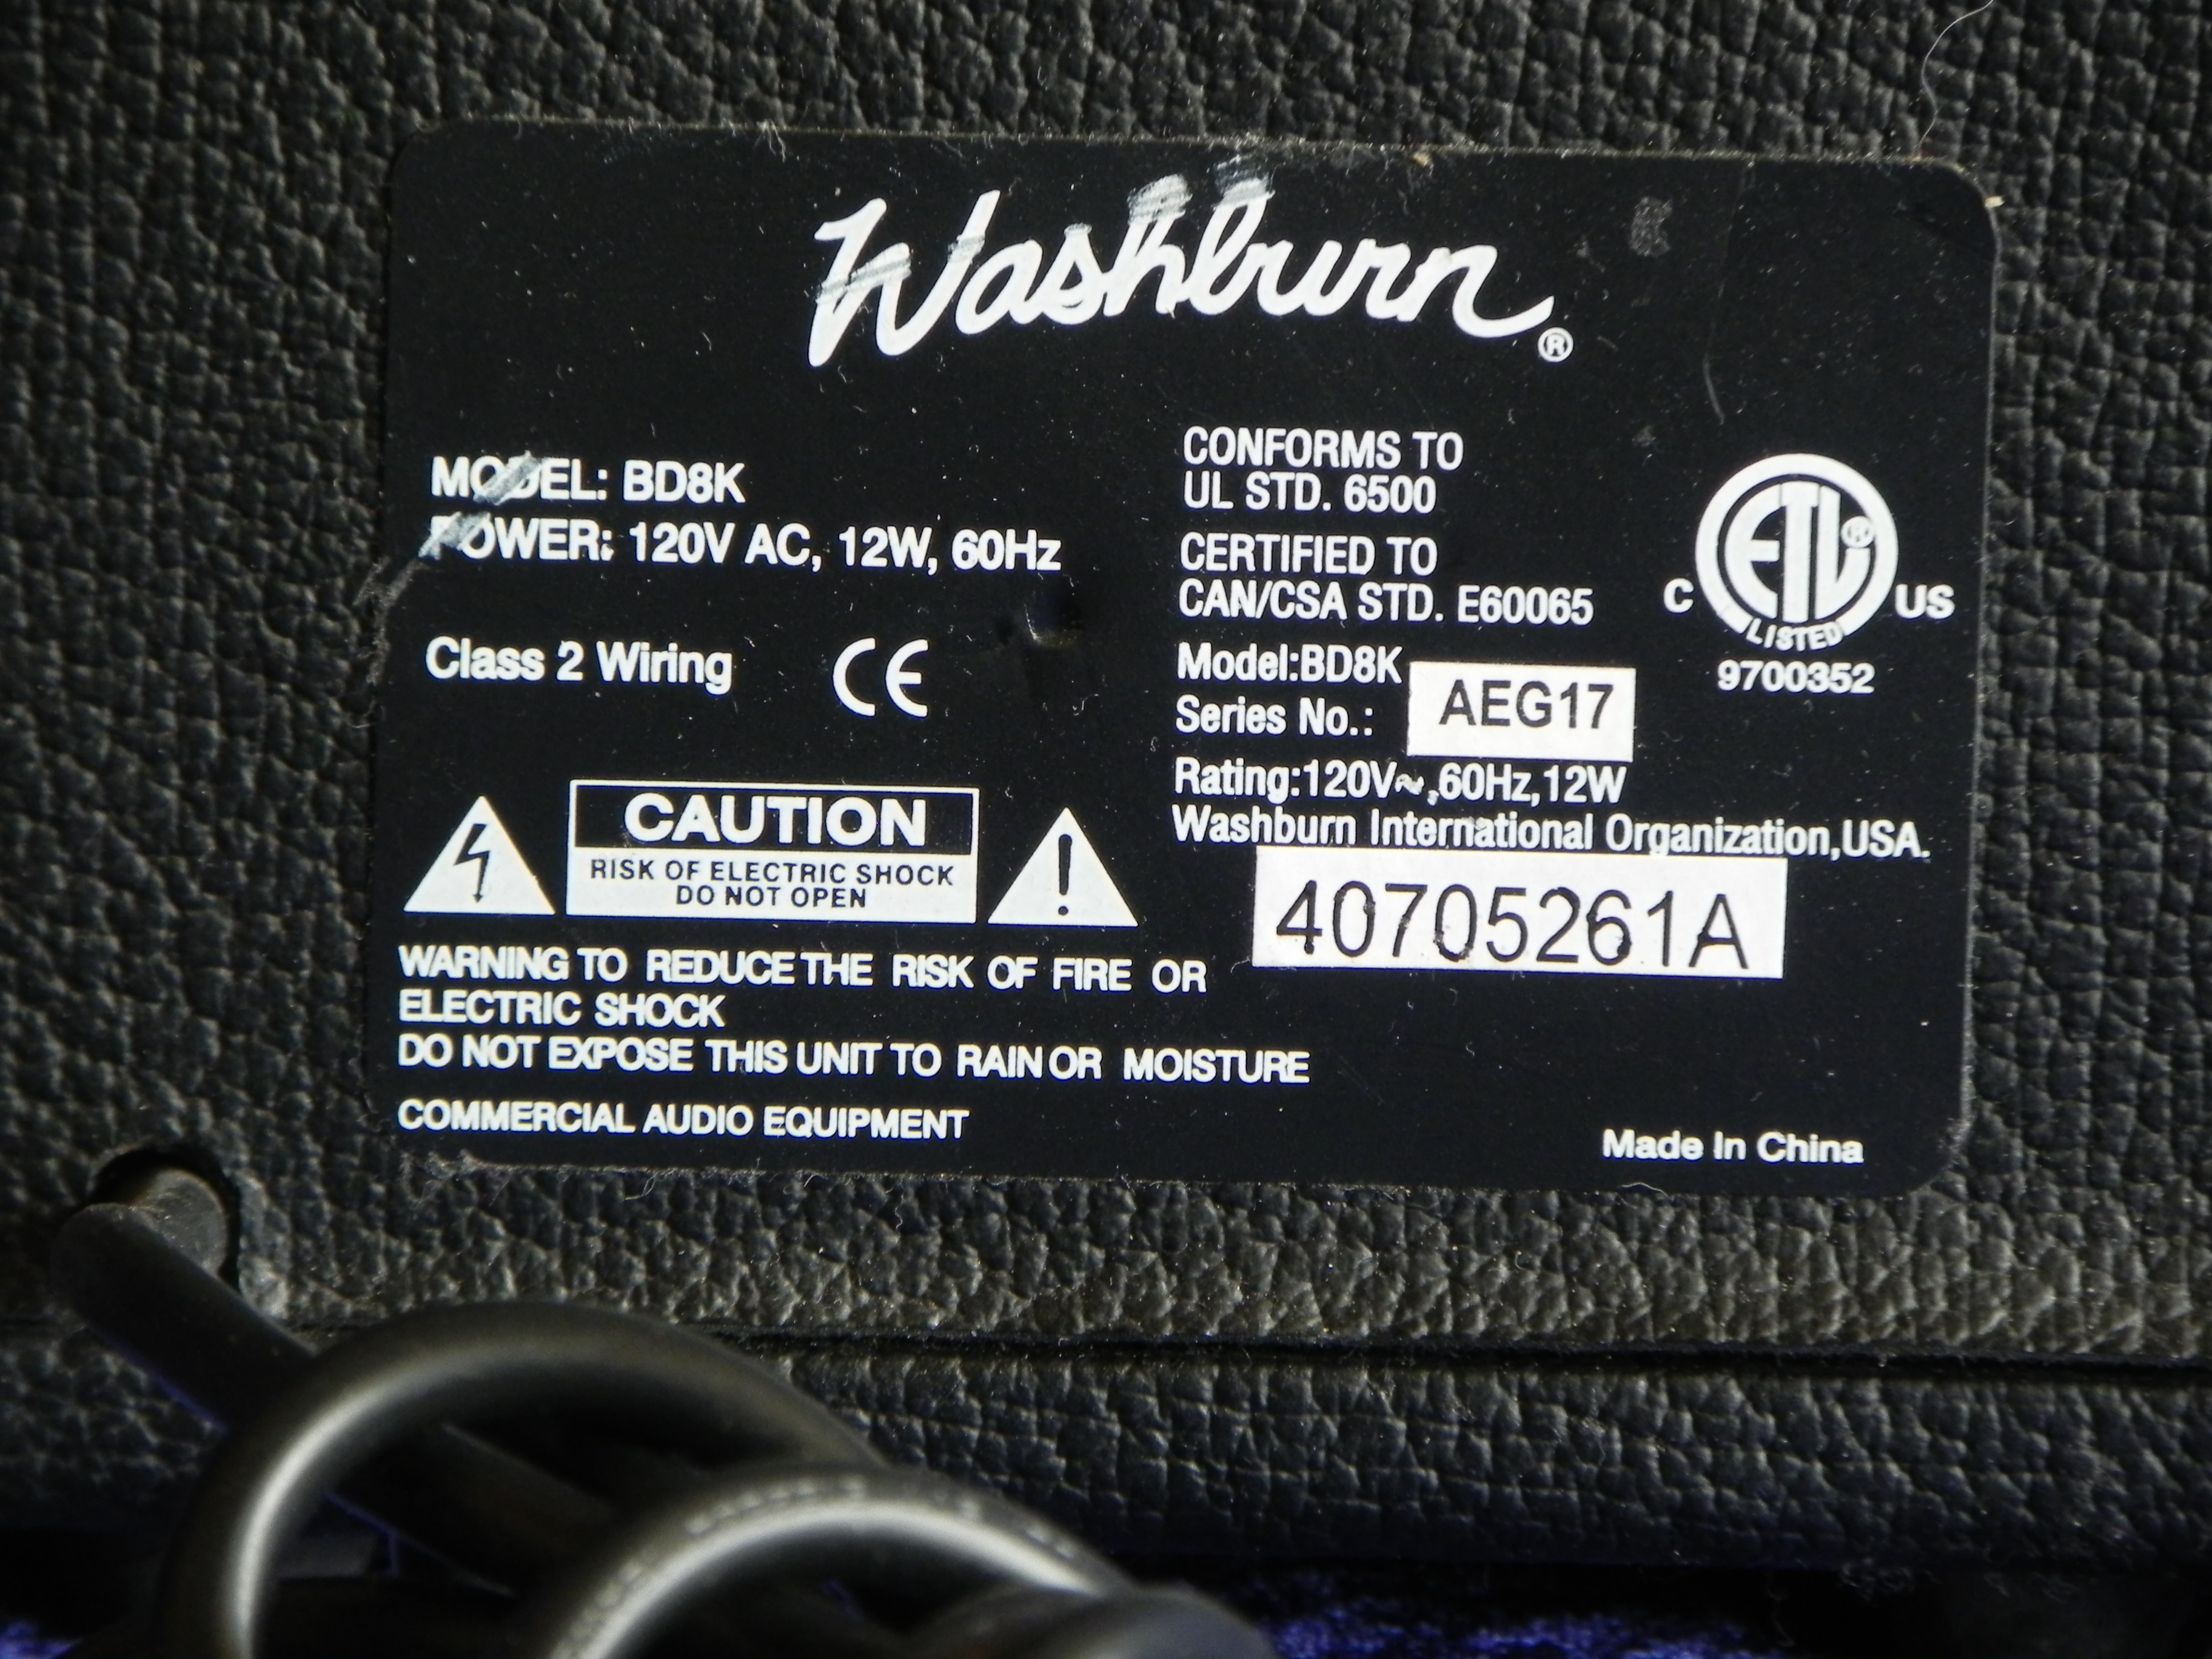 Washburn®
MODEL: BD8K
POWER: 120V AC, 12W, 60Hz
Class 2 Wiring CE
CONFORMS TO
UL STD. 6500
CERTIFIED TO
CAN/CSA STD. E60065
Model:BD8K
Series No.: AEG17
Rating:120V~,60Hz,12W
Washburn International Organization,USA.
40705261A
ETL®
C US
LISTED
9700352
CAUTION
RISK OF ELECTRIC SHOCK
DO NOT OPEN
!
WARNING TO REDUCE THE RISK OF FIRE OR
ELECTRIC SHOCK
DO NOT EXPOSE THIS UNIT TO RAIN OR MOISTURE
COMMERCIAL AUDIO EQUIPMENT
Made In China